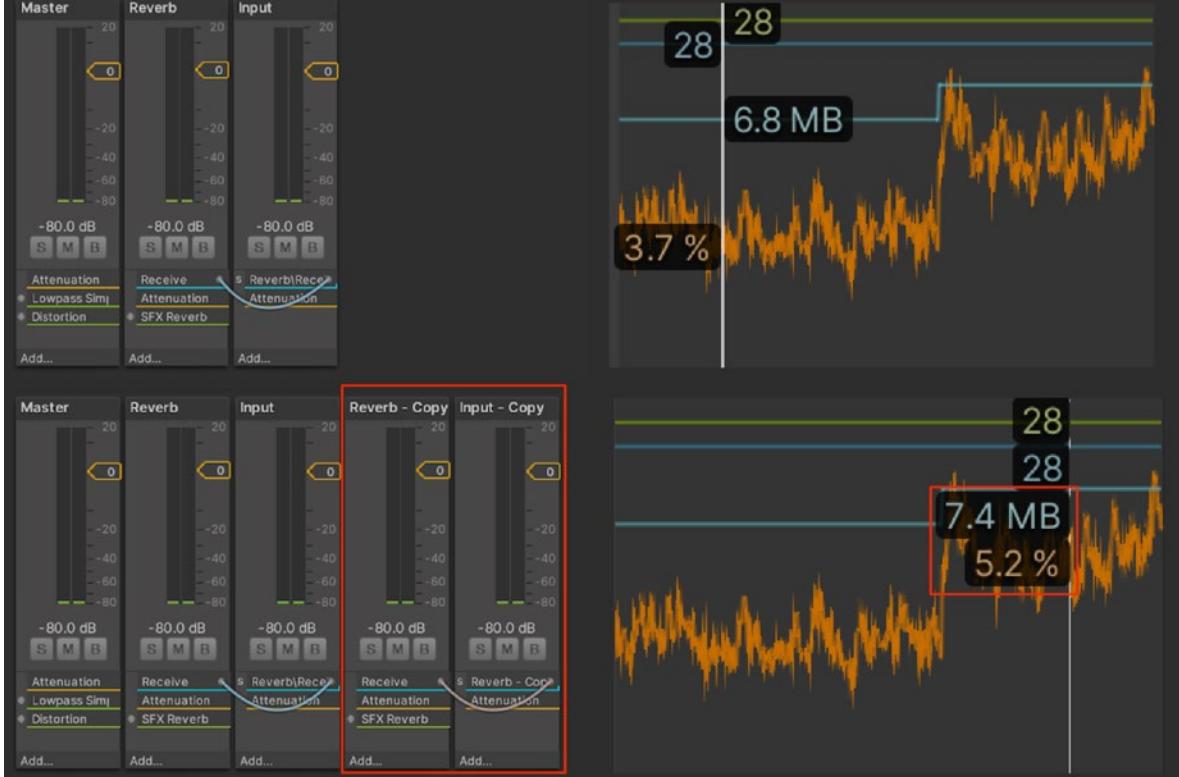 Master Reverb Input
20 20 20
28
28
0 0 0
6.8 MB
-20 -20 -20
-40 -40 -40
-60 -60 -60
-80 -80 -80
-80.0 dB -80.0 dB -80.0 dB
S M B S M B S M B
3.7 %
Attenuation Receive S Reverb\Rece
Lowpass Simp Attenuation Attenuation
Distortion SFX Reverb
Add... Add... Add...
Master Reverb Input Reverb - Copy Input - Copy
20 20 20 20 20
28
28
0 0 0 0 0
7.4 MB
-20 -20 -20 -20 -20
5.2 %
-40 -40 -40 -40 -40
-60 -60 -60 -60 -60
-80 -80 -80 -80 -80
-80.0 dB -80.0 dB -80.0 dB -80.0 dB -80.0 dB
S M B S M B S M B S M B S M B
Attenuation Receive S Reverb\Rece Receive S Reverb - Cop
Lowpass Simp Attenuation Attenuation Attenuation Attenuation
Distortion SFX Reverb SFX Reverb
Add... Add... Add... Add... Add...